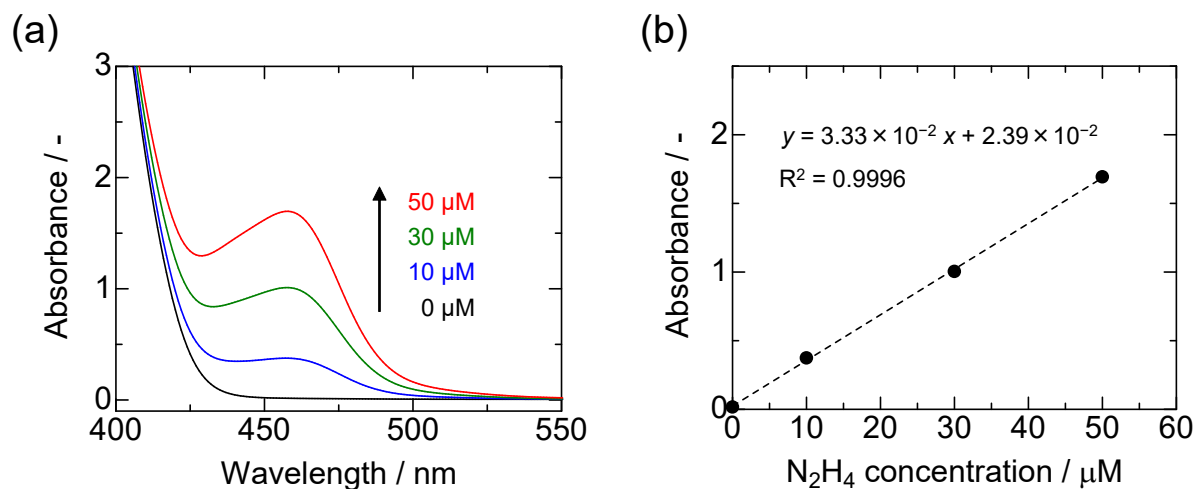 (a)
3
2
1
0
400
450
500
550
Absorbance / -
Wavelength / nm
50 μM
30 μM
10 μM
0 μM
(b)
2
1
0
0
10
20
30
40
50
60
Absorbance / -
N₂H₄ concentration / μM
y = 3.33 × 10⁻² x + 2.39 × 10⁻²
R² = 0.9996